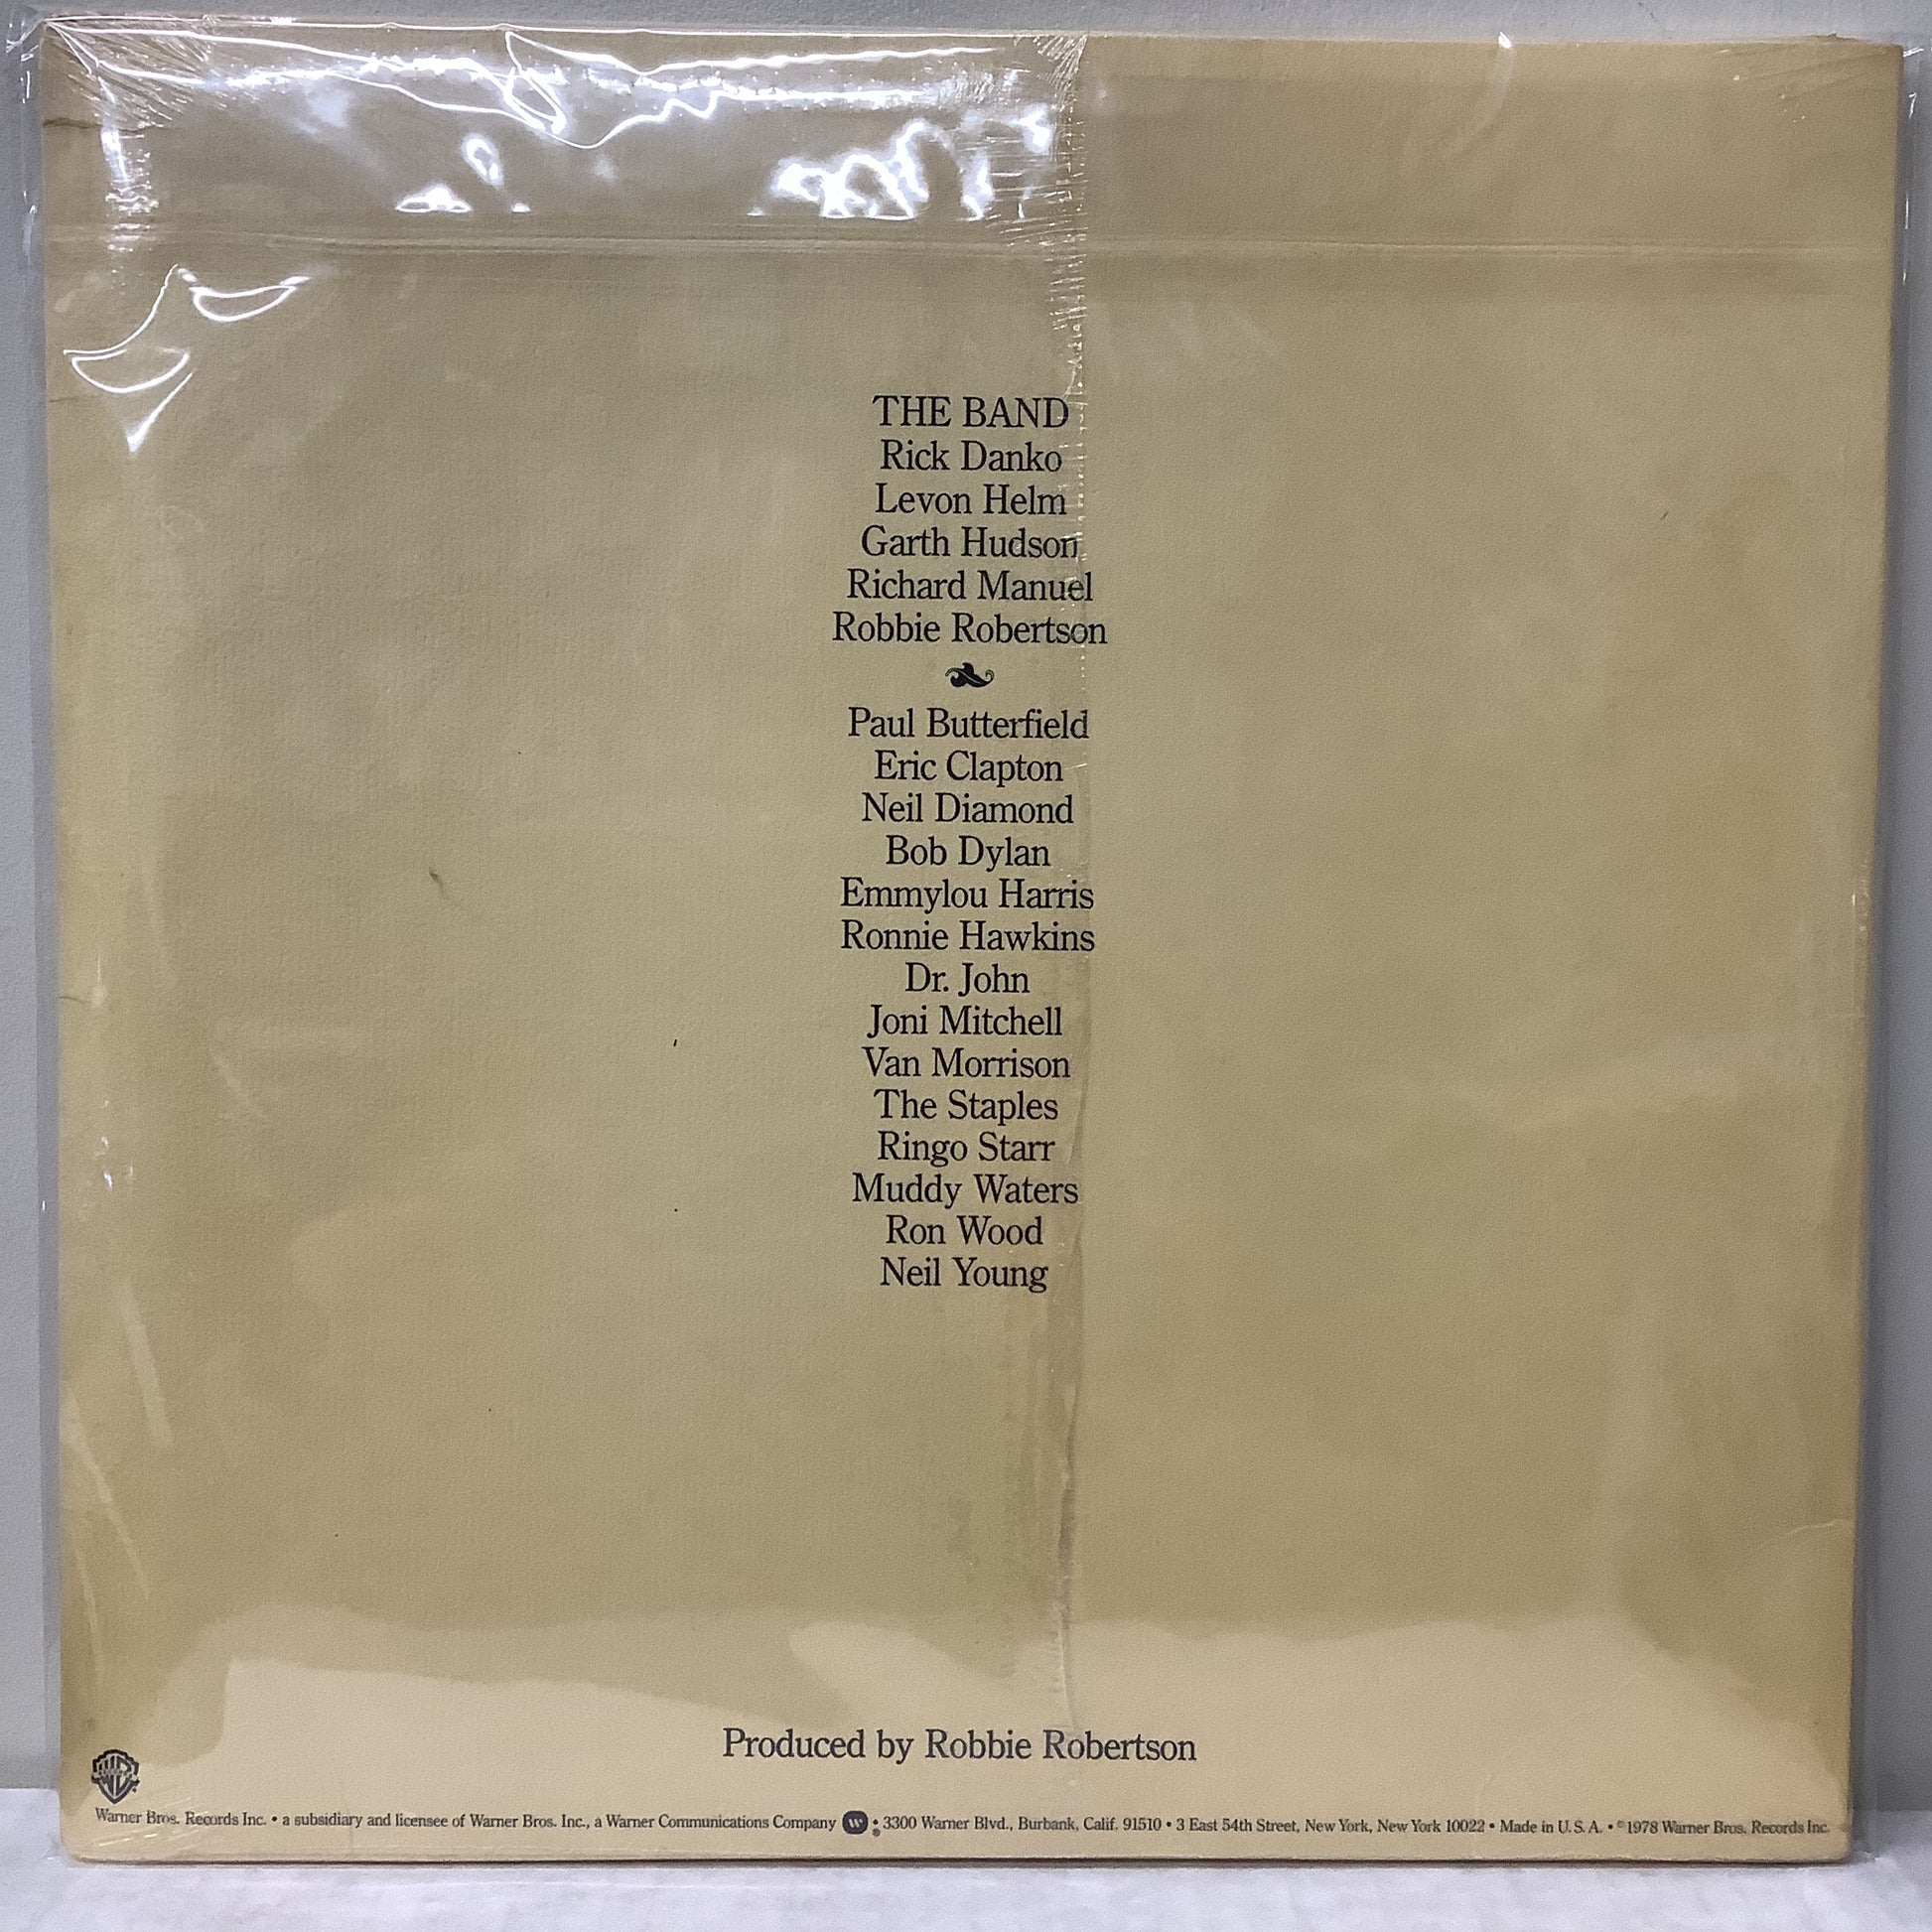 THE BAND
Rick Danko
Levon Helm
Garth Hudson
Richard Manuel
Robbie Robertson
Paul Butterfield
Eric Clapton
Neil Diamond
Bob Dylan
Emmylou Harris
Ronnie Hawkins
Dr. John
Joni Mitchell
Van Morrison
The Staples
Ringo Starr
Muddy Waters
Ron Wood
Neil Young
Produced by Robbie Robertson
Warner Bros. Records Inc. • a subsidiary and licensee of Warner Bros. Inc., a Warner Communications Company W ® • 3300 Warner Blvd., Burbank, Calif. 91510 • 3 East 54th Street, New York, New York 10022 • Made in U. S. A. • ©1978 Warner Bros. Records Inc.